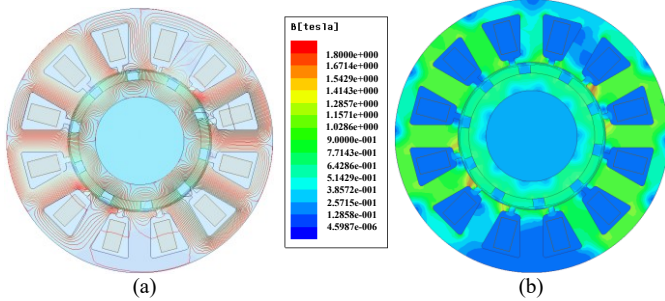 B[tesla]
1.8000e+000
1.6714e+000
1.5429e+000
1.4143e+000
1.2857e+000
1.1571e+000
1.0286e+000
9.0000e-001
7.7143e-001
6.4286e-001
5.1429e-001
3.8572e-001
2.5715e-001
1.2858e-001
4.5987e-006
(a)
(b)